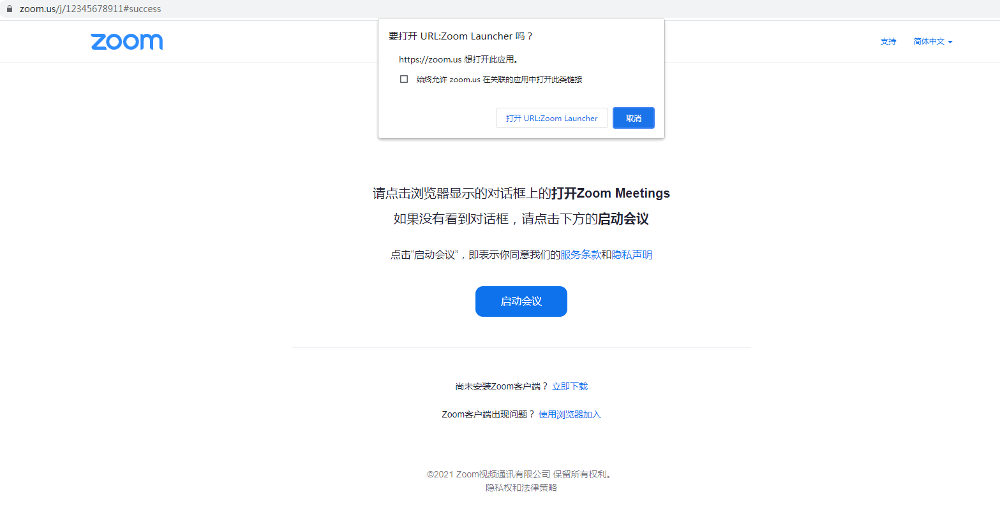 zoom.us/j/12345678911#success
zoom
支持
简体中文
要打开 URL:Zoom Launcher 吗？
https://zoom.us 想打开此应用。
始终允许 zoom.us 在关联的应用中打开此类链接
打开 URL:Zoom Launcher
取消
请点击浏览器显示的对话框上的打开Zoom Meetings
如果没有看到对话框，请点击下方的启动会议
点击“启动会议”，即表示你同意我们的服务条款和隐私声明
启动会议
尚未安装Zoom客户端？ 立即下载
Zoom客户端出现问题？ 使用浏览器加入
©2021 Zoom视频通讯有限公司 保留所有权利。
隐私权和法律策略